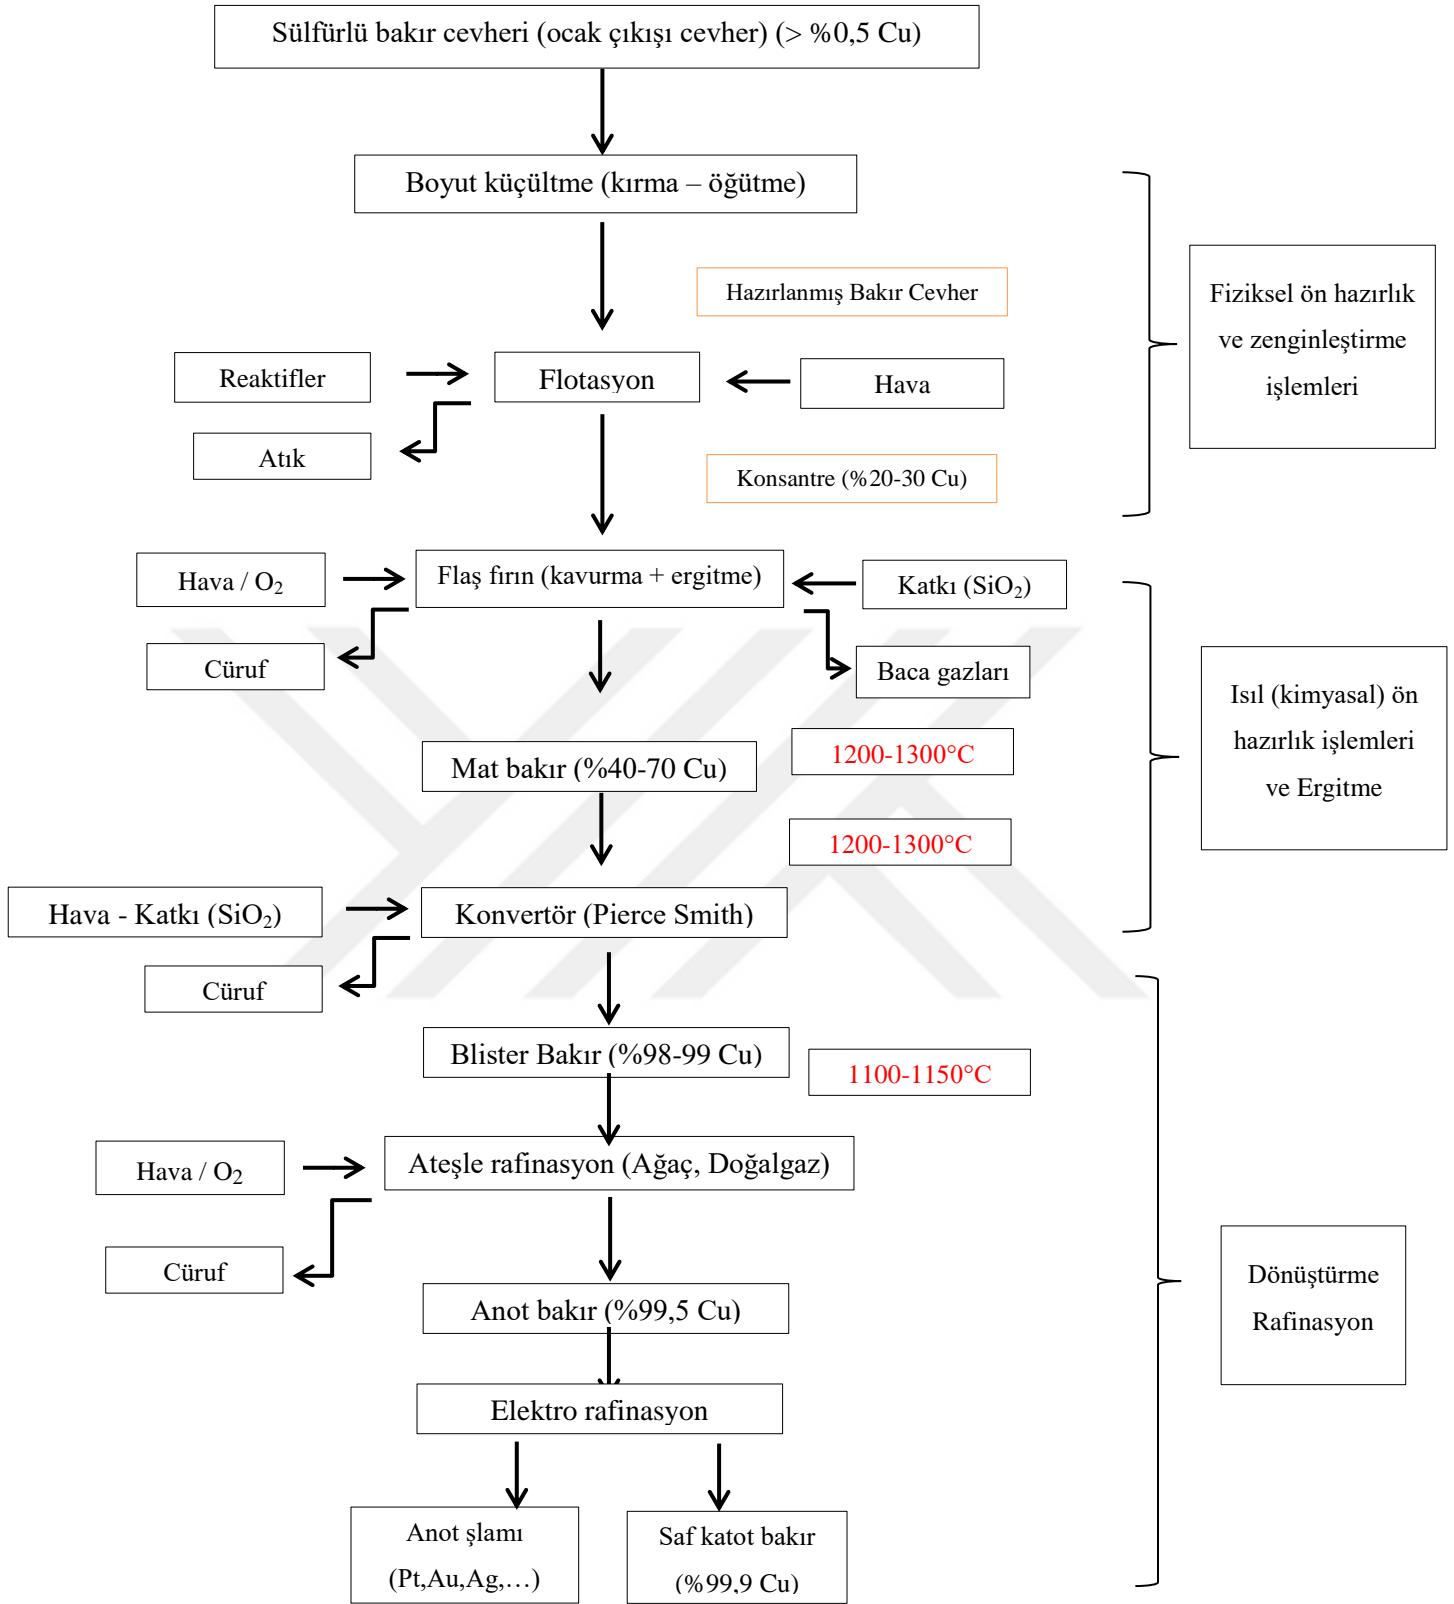 Sülfürlü bakır cevheri (ocak çıkışı cevher) (> %0,5 Cu)
Boyut küçültme (kırma – öğütme)
Hazırlanmış Bakır Cevher
Fiziksel ön hazırlık
ve zenginleştirme
işlemleri
Reaktifler
Flotasyon
Hava
Atık
Konsantre (%20-30 Cu)
Hava / O₂
Flaş fırın (kavurma + ergitme)
Katkı (SiO₂)
Cüruf
Baca gazları
Isıl (kimyasal) ön
hazırlık işlemleri
ve Ergitme
Mat bakır (%40-70 Cu)
1200-1300°C
1200-1300°C
Hava - Katkı (SiO₂)
Konvertör (Pierce Smith)
Cüruf
Blister Bakır (%98-99 Cu)
1100-1150°C
Hava / O₂
Ateşle rafinasyon (Ağaç, Doğalgaz)
Cüruf
Anot bakır (%99,5 Cu)
Dönüştürme
Rafinasyon
Elektro rafinasyon
Anot şlamı
(Pt,Au,Ag,…)
Saf katot bakır
(%99,9 Cu)